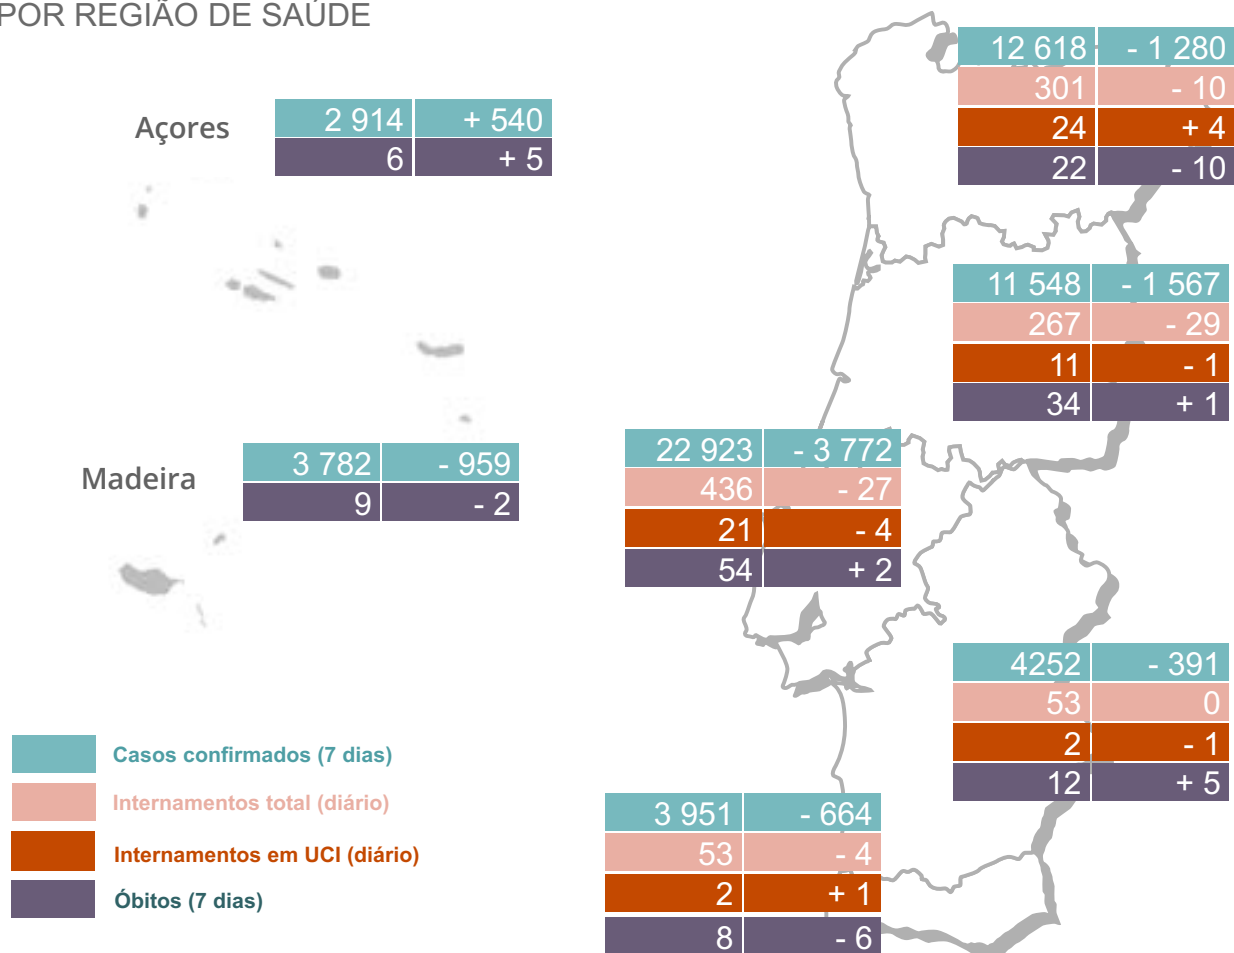 POR REGIÃO DE SAÚDE
12 618 - 1 280
301 - 10
24 + 4
22 - 10
Açores
2 914 + 540
6 + 5
11 548 - 1 567
267 - 29
11 - 1
34 + 1
Madeira
3 782 - 959
9 - 2
22 923 - 3 772
436 - 27
21 - 4
54 + 2
4252 - 391
53 0
2 - 1
12 + 5
Casos confirmados (7 dias)
Internamentos total (diário)
Internamentos em UCI (diário)
Óbitos (7 dias)
3 951 - 664
53 - 4
2 + 1
8 - 6